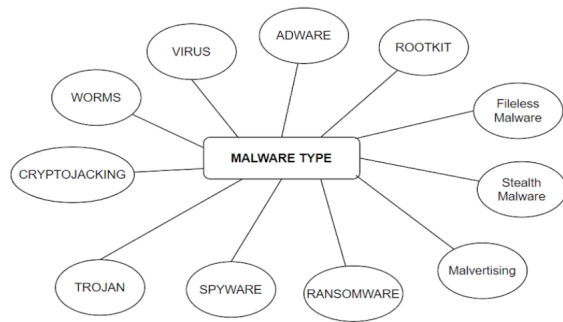 ADWARE
VIRUS
ROOTKIT
WORMS
Fileless
Malware
MALWARE TYPE
CRYPTOJACKING
Stealth
Malware
Malvertising
TROJAN
SPYWARE
RANSOMWARE